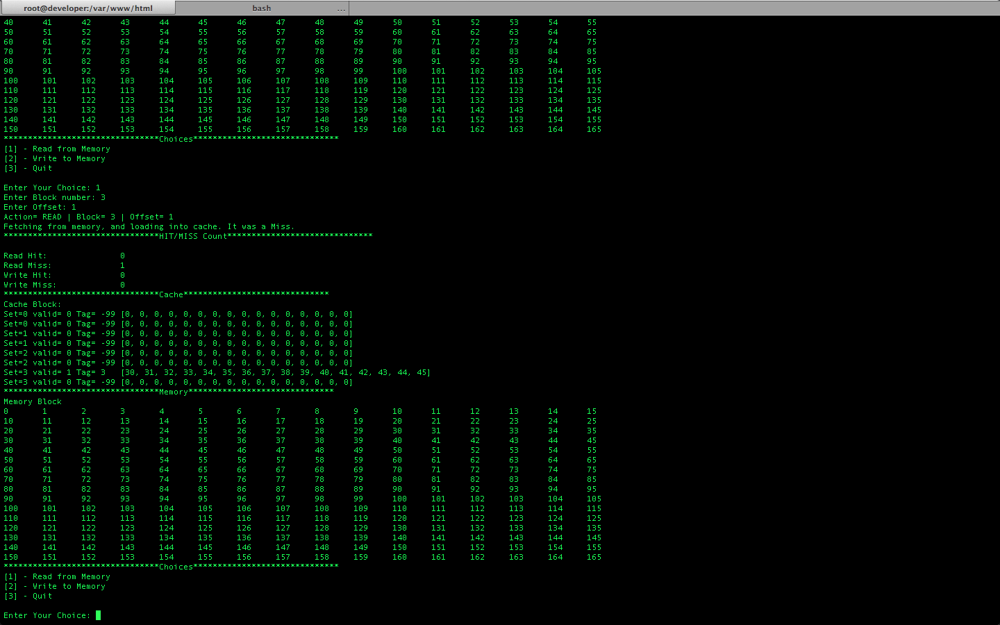 root@developer:/var/www/html bash ...
40 41 42 43 44 45 46 47 48 49 50 51 52 53 54 55
50 51 52 53 54 55 56 57 58 59 60 61 62 63 64 65
60 61 62 63 64 65 66 67 68 69 70 71 72 73 74 75
70 71 72 73 74 75 76 77 78 79 80 81 82 83 84 85
80 81 82 83 84 85 86 87 88 89 90 91 92 93 94 95
90 91 92 93 94 95 96 97 98 99 100 101 102 103 104 105
100 101 102 103 104 105 106 107 108 109 110 111 112 113 114 115
110 111 112 113 114 115 116 117 118 119 120 121 122 123 124 125
120 121 122 123 124 125 126 127 128 129 130 131 132 133 134 135
130 131 132 133 134 135 136 137 138 139 140 141 142 143 144 145
140 141 142 143 144 145 146 147 148 149 150 151 152 153 154 155
150 151 152 153 154 155 156 157 158 159 160 161 162 163 164 165
********************************Choices******************************
[1] - Read from Memory
[2] - Write to Memory
[3] - Quit
Enter Your Choice: 1
Enter Block number: 3
Enter Offset: 1
Action= READ | Block= 3 | Offset= 1
Fetching from memory, and loading into cache. It was a Miss.
********************************HIT/MISS Count******************************
Read Hit: 0
Read Miss: 1
Write Hit: 0
Write Miss: 0
********************************Cache******************************
Cache Block:
Set=0 valid= 0 Tag= -99 [0, 0, 0, 0, 0, 0, 0, 0, 0, 0, 0, 0, 0, 0, 0, 0]
Set=0 valid= 0 Tag= -99 [0, 0, 0, 0, 0, 0, 0, 0, 0, 0, 0, 0, 0, 0, 0, 0]
Set=1 valid= 0 Tag= -99 [0, 0, 0, 0, 0, 0, 0, 0, 0, 0, 0, 0, 0, 0, 0, 0]
Set=1 valid= 0 Tag= -99 [0, 0, 0, 0, 0, 0, 0, 0, 0, 0, 0, 0, 0, 0, 0, 0]
Set=2 valid= 0 Tag= -99 [0, 0, 0, 0, 0, 0, 0, 0, 0, 0, 0, 0, 0, 0, 0, 0]
Set=2 valid= 0 Tag= -99 [0, 0, 0, 0, 0, 0, 0, 0, 0, 0, 0, 0, 0, 0, 0, 0]
Set=3 valid= 1 Tag= 3 [30, 31, 32, 33, 34, 35, 36, 37, 38, 39, 40, 41, 42, 43, 44, 45]
Set=3 valid= 0 Tag= -99 [0, 0, 0, 0, 0, 0, 0, 0, 0, 0, 0, 0, 0, 0, 0, 0]
********************************Memory******************************
Memory Block
0 1 2 3 4 5 6 7 8 9 10 11 12 13 14 15
10 11 12 13 14 15 16 17 18 19 20 21 22 23 24 25
20 21 22 23 24 25 26 27 28 29 30 31 32 33 34 35
30 31 32 33 34 35 36 37 38 39 40 41 42 43 44 45
40 41 42 43 44 45 46 47 48 49 50 51 52 53 54 55
50 51 52 53 54 55 56 57 58 59 60 61 62 63 64 65
60 61 62 63 64 65 66 67 68 69 70 71 72 73 74 75
70 71 72 73 74 75 76 77 78 79 80 81 82 83 84 85
80 81 82 83 84 85 86 87 88 89 90 91 92 93 94 95
90 91 92 93 94 95 96 97 98 99 100 101 102 103 104 105
100 101 102 103 104 105 106 107 108 109 110 111 112 113 114 115
110 111 112 113 114 115 116 117 118 119 120 121 122 123 124 125
120 121 122 123 124 125 126 127 128 129 130 131 132 133 134 135
130 131 132 133 134 135 136 137 138 139 140 141 142 143 144 145
140 141 142 143 144 145 146 147 148 149 150 151 152 153 154 155
150 151 152 153 154 155 156 157 158 159 160 161 162 163 164 165
********************************Choices******************************
[1] - Read from Memory
[2] - Write to Memory
[3] - Quit
Enter Your Choice: